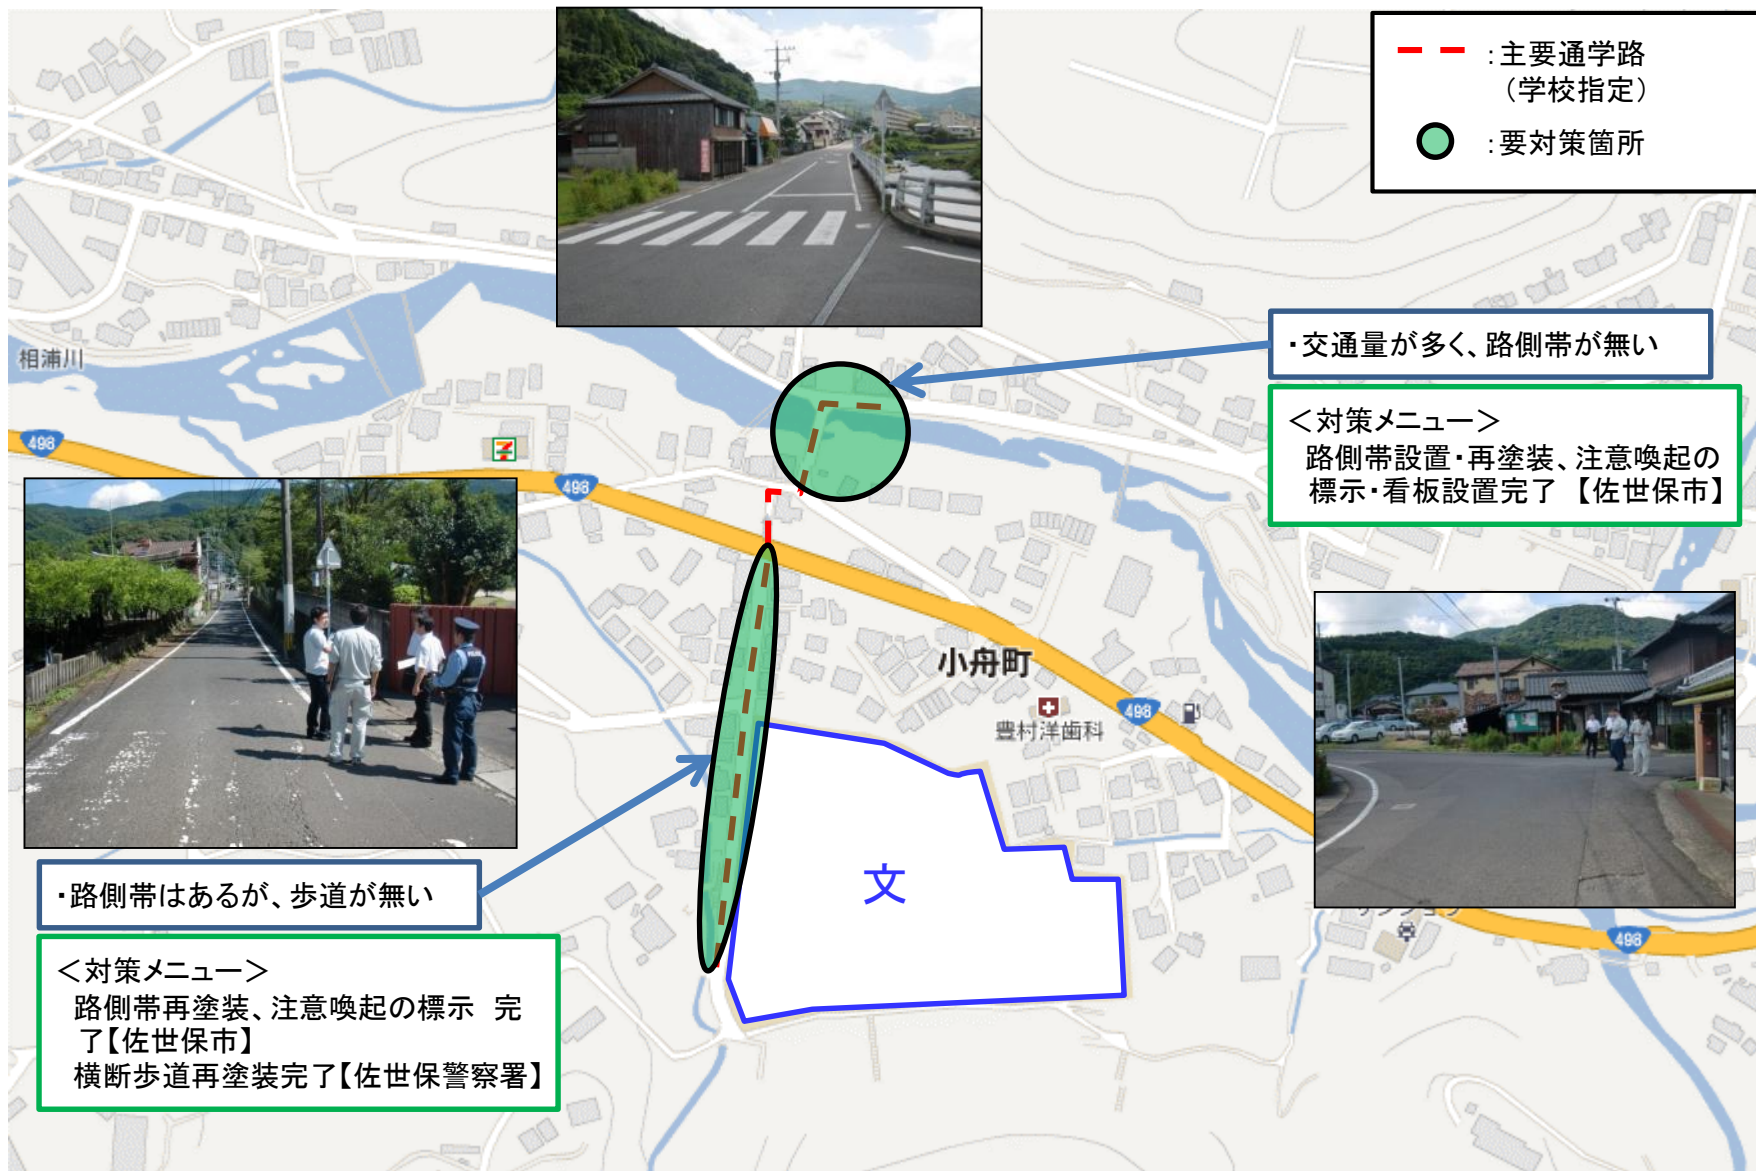 :主要通学路
(学校指定)
:要対策箇所
・交通量が多く、路側帯が無い
<対策メニュー>
路側帯設置・再塗装、注意喚起の
標示・看板設置完了 【佐世保市】
相浦川
498
498
小舟町
豊村洋歯科
498
文
498
・路側帯はあるが、歩道が無い
<対策メニュー>
路側帯再塗装、注意喚起の標示 完
了【佐世保市】
横断歩道再塗装完了【佐世保警察署】